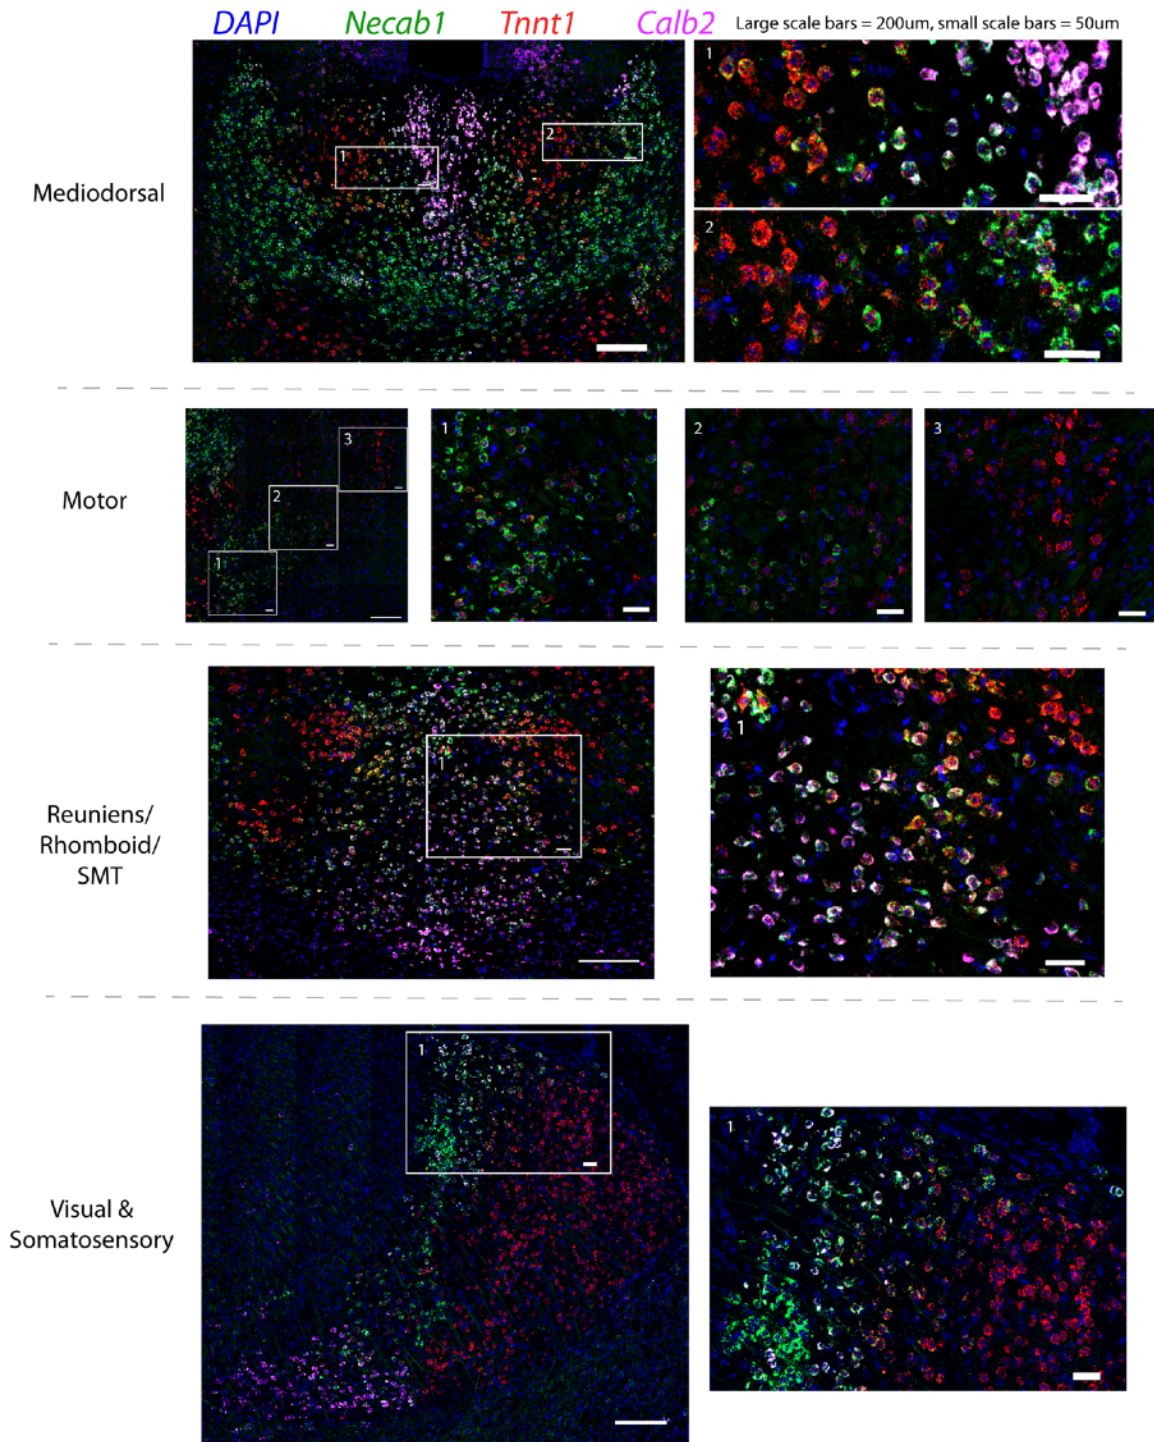 DAPI Necab1 Tnnt1 Calb2 Large scale bars = 200um, small scale bars = 50um
Mediodorsal
1
2
1
2
Motor
1
2
3
1
2
3
Reuniens/
Rhomboid/
SMT
1
1
Visual &
Somatosensory
1
1